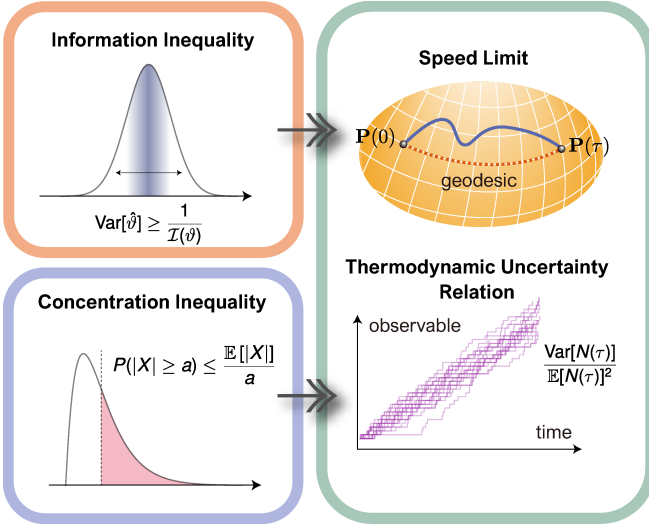 Information Inequality
Var[ϑ̂] ≥ 1/ℐ(ϑ)
Concentration Inequality
P(|X| ≥ a) ≤ 𝔼[|X|]/a
Speed Limit
P(0)
P(τ)
geodesic
Thermodynamic Uncertainty
Relation
observable
Var[N(τ)]/𝔼[N(τ)]²
time